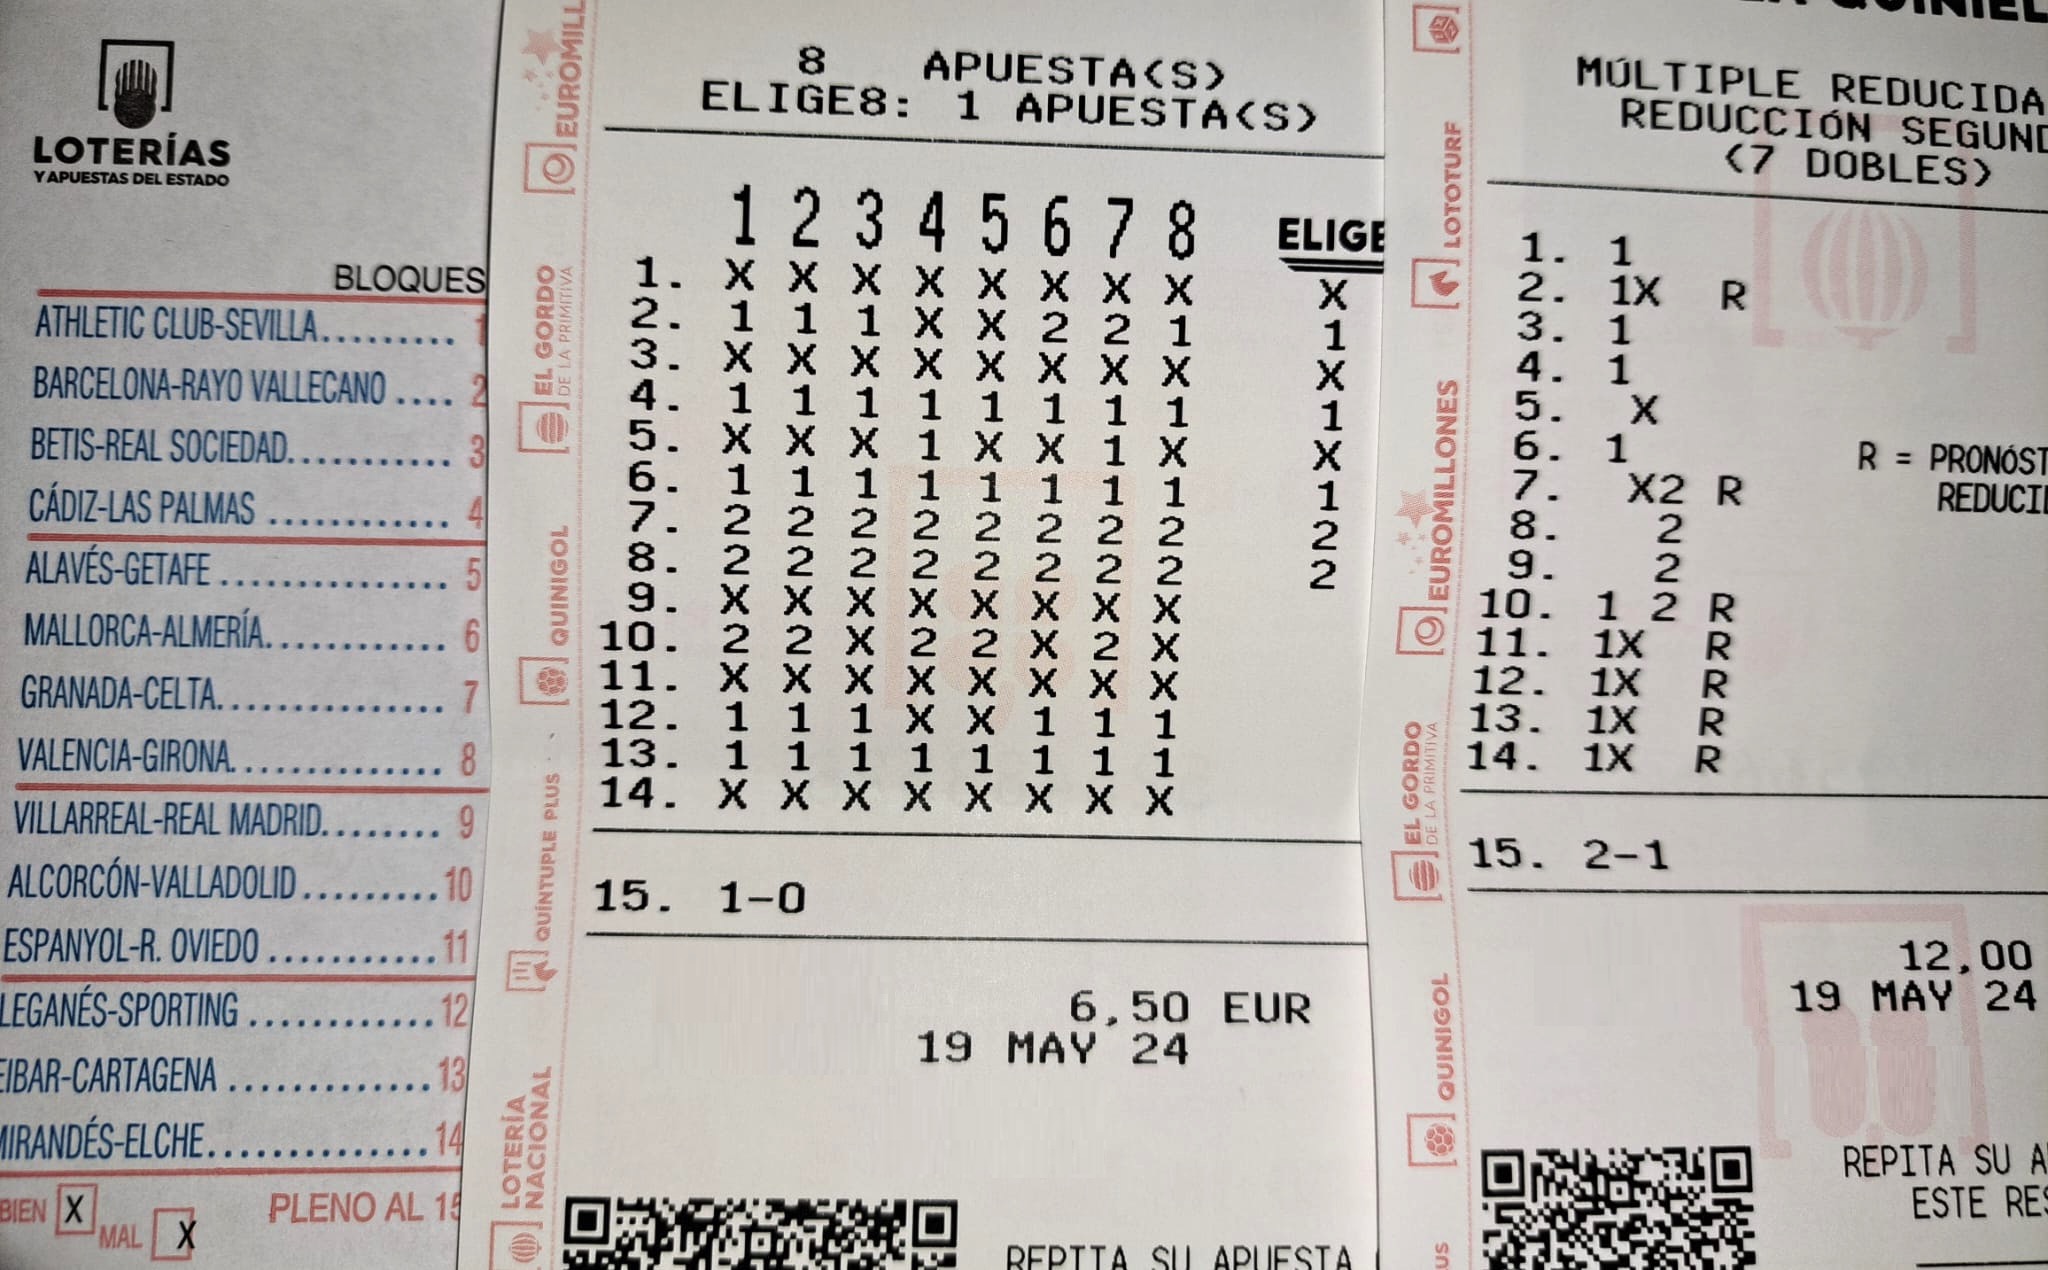 LOTERÍAS
Y APUESTAS DEL ESTADO
BLOQUES
ATHLETIC CLUB-SEVILLA......... 1
BARCELONA-RAYO VALLECANO .... 2
BETIS-REAL SOCIEDAD........... 3
CÁDIZ-LAS PALMAS ............ 4
ALAVÉS-GETAFE ............... 5
MALLORCA-ALMERÍA............ 6
GRANADA-CELTA............... 7
VALENCIA-GIRONA.............. 8
VILLARREAL-REAL MADRID........ 9
ALCORCÓN-VALLADOLID.........10
ESPANYOL-R. OVIEDO ...........11
LEGANÉS-SPORTING ............12
EIBAR-CARTAGENA .............13
MIRANDÉS-ELCHE..............14
BIEN X
MAL X
PLENO AL 15
EUROMILL
EL GORDO
DE LA PRIMITIVA
QUINIGOL
QUÍNTUPLE PLUS
LOTERÍA
NACIONAL
8 APUESTA(S)
ELIGE8: 1 APUESTA(S)
1 2 3 4 5 6 7 8 ELIGE
1. X X X X X X X X X
2. 1 1 1 X X 2 2 1 1
3. X X X X X X X X X
4. 1 1 1 1 1 1 1 1 1
5. X X X 1 X X 1 X X
6. 1 1 1 1 1 1 1 1 1
7. 2 2 2 2 2 2 2 2 2
8. 2 2 2 2 2 2 2 2 2
9. X X X X X X X X
10. 2 2 X 2 2 X 2 X
11. X X X X X X X X
12. 1 1 1 X X 1 1 1
13. 1 1 1 1 1 1 1 1
14. X X X X X X X X
15. 1-0
6,50 EUR
19 MAY 24
REPITA SU APUESTA
LOTOTURF
EUROMILLONES
EL GORDO
DE LA PRIMITIVA
QUINIGOL
US
QUINIEL
MÚLTIPLE REDUCIDA
REDUCCIÓN SEGUND
(7 DOBLES)
1. 1
2. 1X R
3. 1
4. 1
5. X
6. 1
7. X2 R
8. 2
9. 2
10. 1 2 R
11. 1X R
12. 1X R
13. 1X R
14. 1X R
R = PRONÓST
REDUCI
15. 2-1
12,00
19 MAY 24
REPITA SU A
ESTE RES